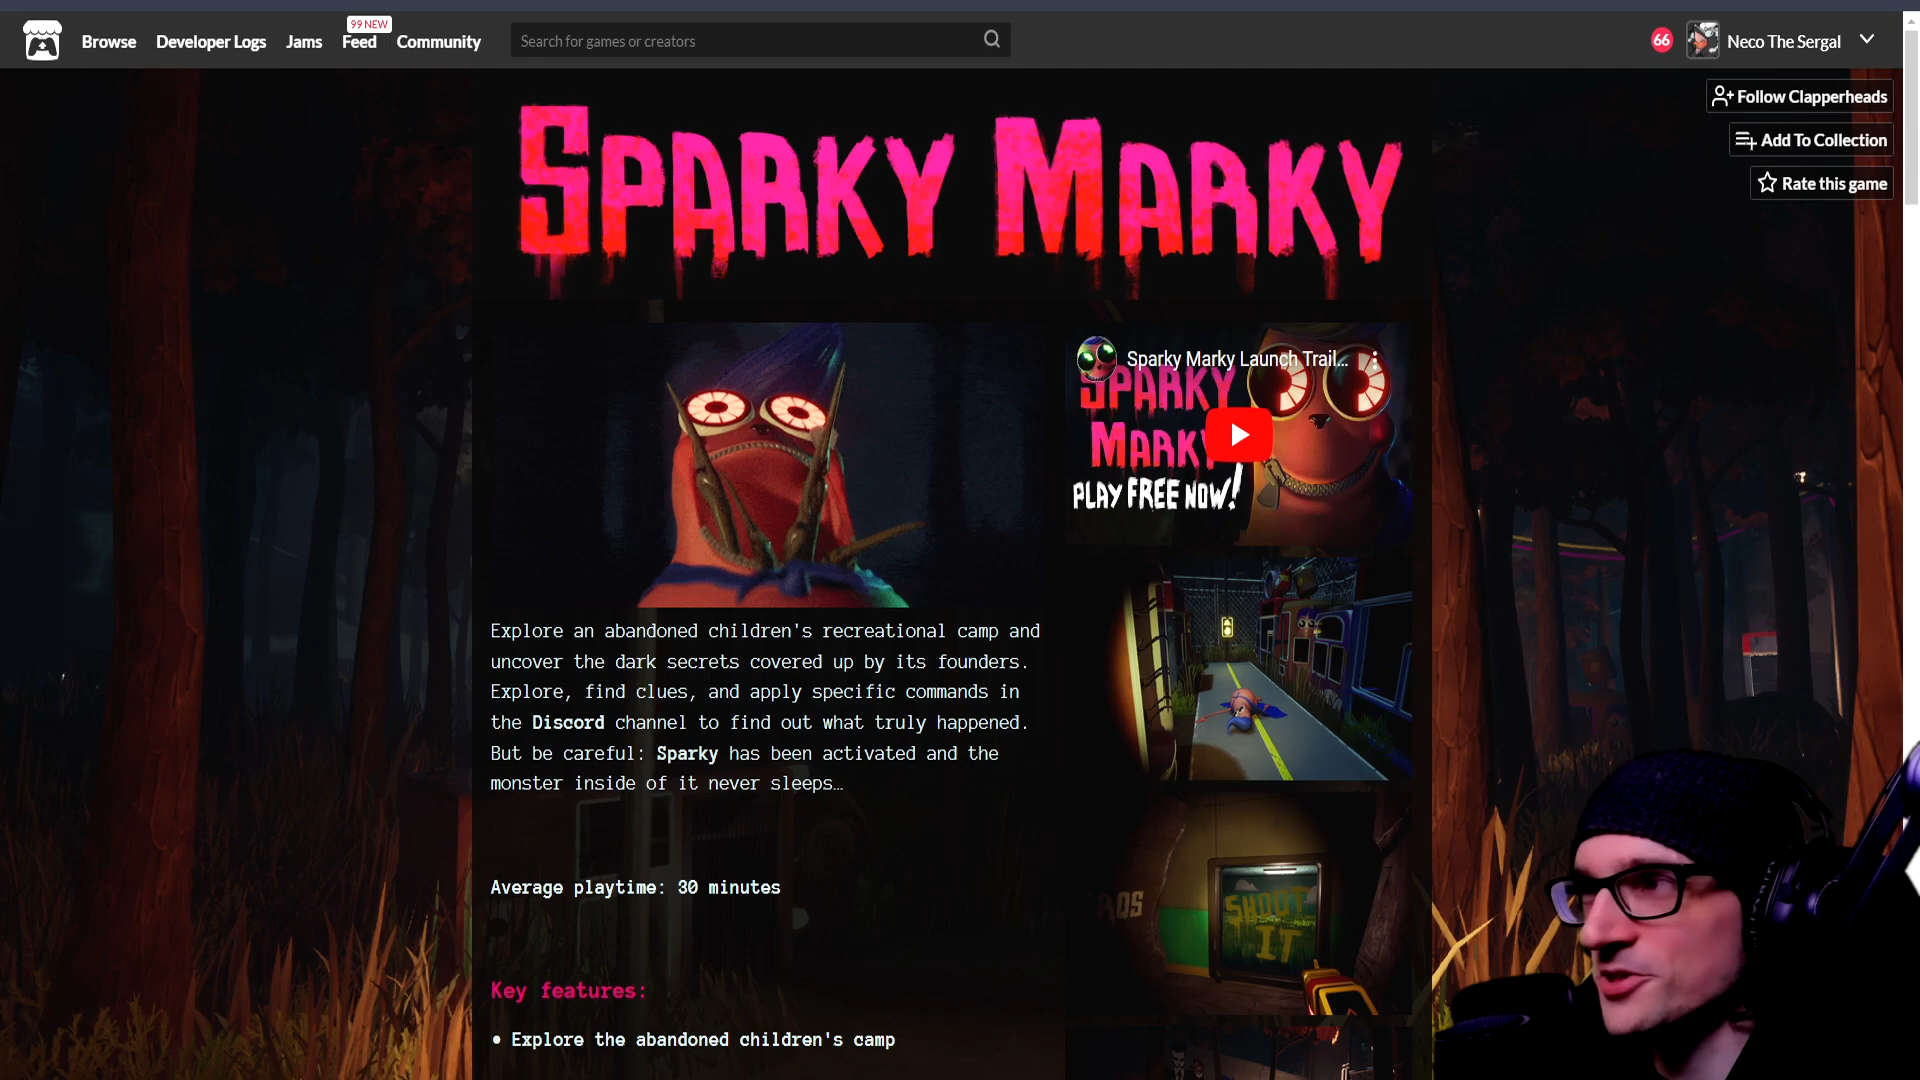 99 NEW
Browse Developer Logs Jams Feed Community
Search for games or creators
66
Neco The Sergal
Follow Clapperheads
Add To Collection
Rate this game
SPARKY MARKY
Sparky Marky Launch Trail...
SPARKY
MARKY
PLAY FREE NOW!
Explore an abandoned children's recreational camp and
uncover the dark secrets covered up by its founders.
Explore, find clues, and apply specific commands in
the Discord channel to find out what truly happened.
But be careful: Sparky has been activated and the
monster inside of it never sleeps…
SHOOT
IT
Average playtime: 30 minutes
Key features:
• Explore the abandoned children's camp